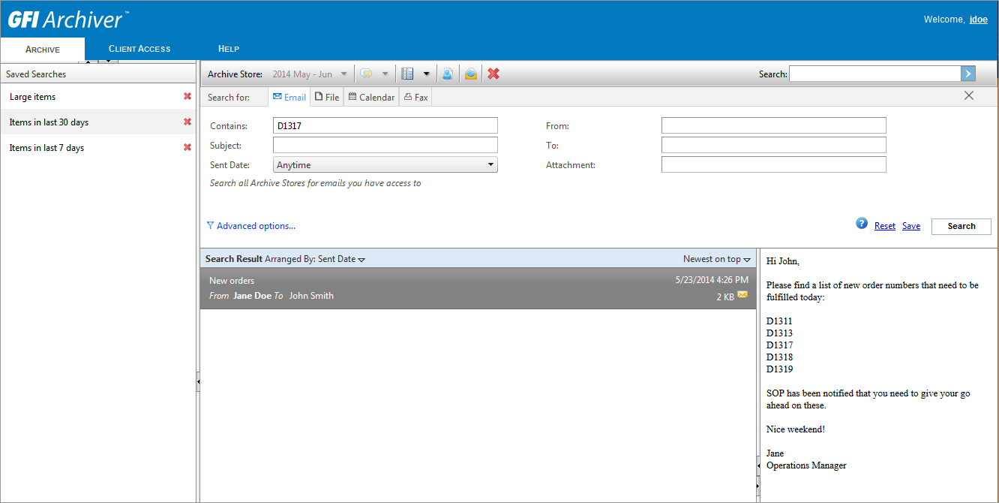 GFI Archiver™
Welcome, jdoe
ARCHIVE CLIENT ACCESS HELP
Saved Searches
Large items
Items in last 30 days
Items in last 7 days
Archive Store: 2014 May - Jun
Search:
Search for: Email File Calendar Fax
Contains: D1317 From:
Subject: To:
Sent Date: Anytime Attachment:
Search all Archive Stores for emails you have access to
Advanced options...
? Reset Save Search
Search Result Arranged By: Sent Date Newest on top
New orders 5/23/2014 4:26 PM
From Jane Doe To John Smith 2 KB
Hi John,
Please find a list of new order numbers that need to be
fulfilled today:
D1311
D1313
D1317
D1318
D1319
SOP has been notified that you need to give your go
ahead on these.
Nice weekend!
Jane
Operations Manager